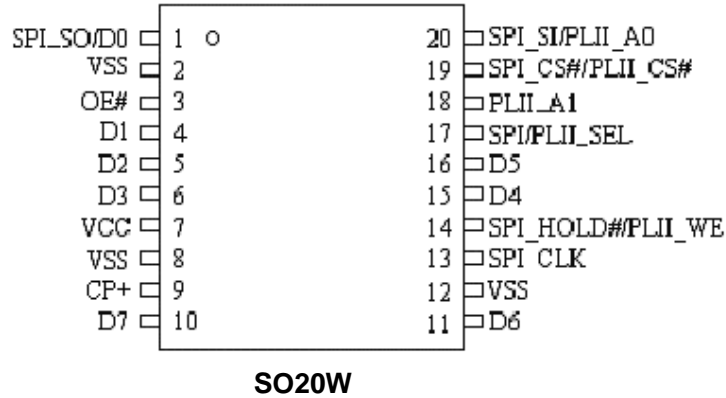 SPI_SO/D0 1 20 SPI_SI/PLII_A0
VSS 2 19 SPI_CS#/PLII_CS#
OE# 3 18 PLII_A1
D1 4 17 SPI/PLII_SEL
D2 5 16 D5
D3 6 15 D4
VCC 7 14 SPI_HOLD#/PLII_WE
VSS 8 13 SPI_CLK
CP+ 9 12 VSS
D7 10 11 D6
SO20W